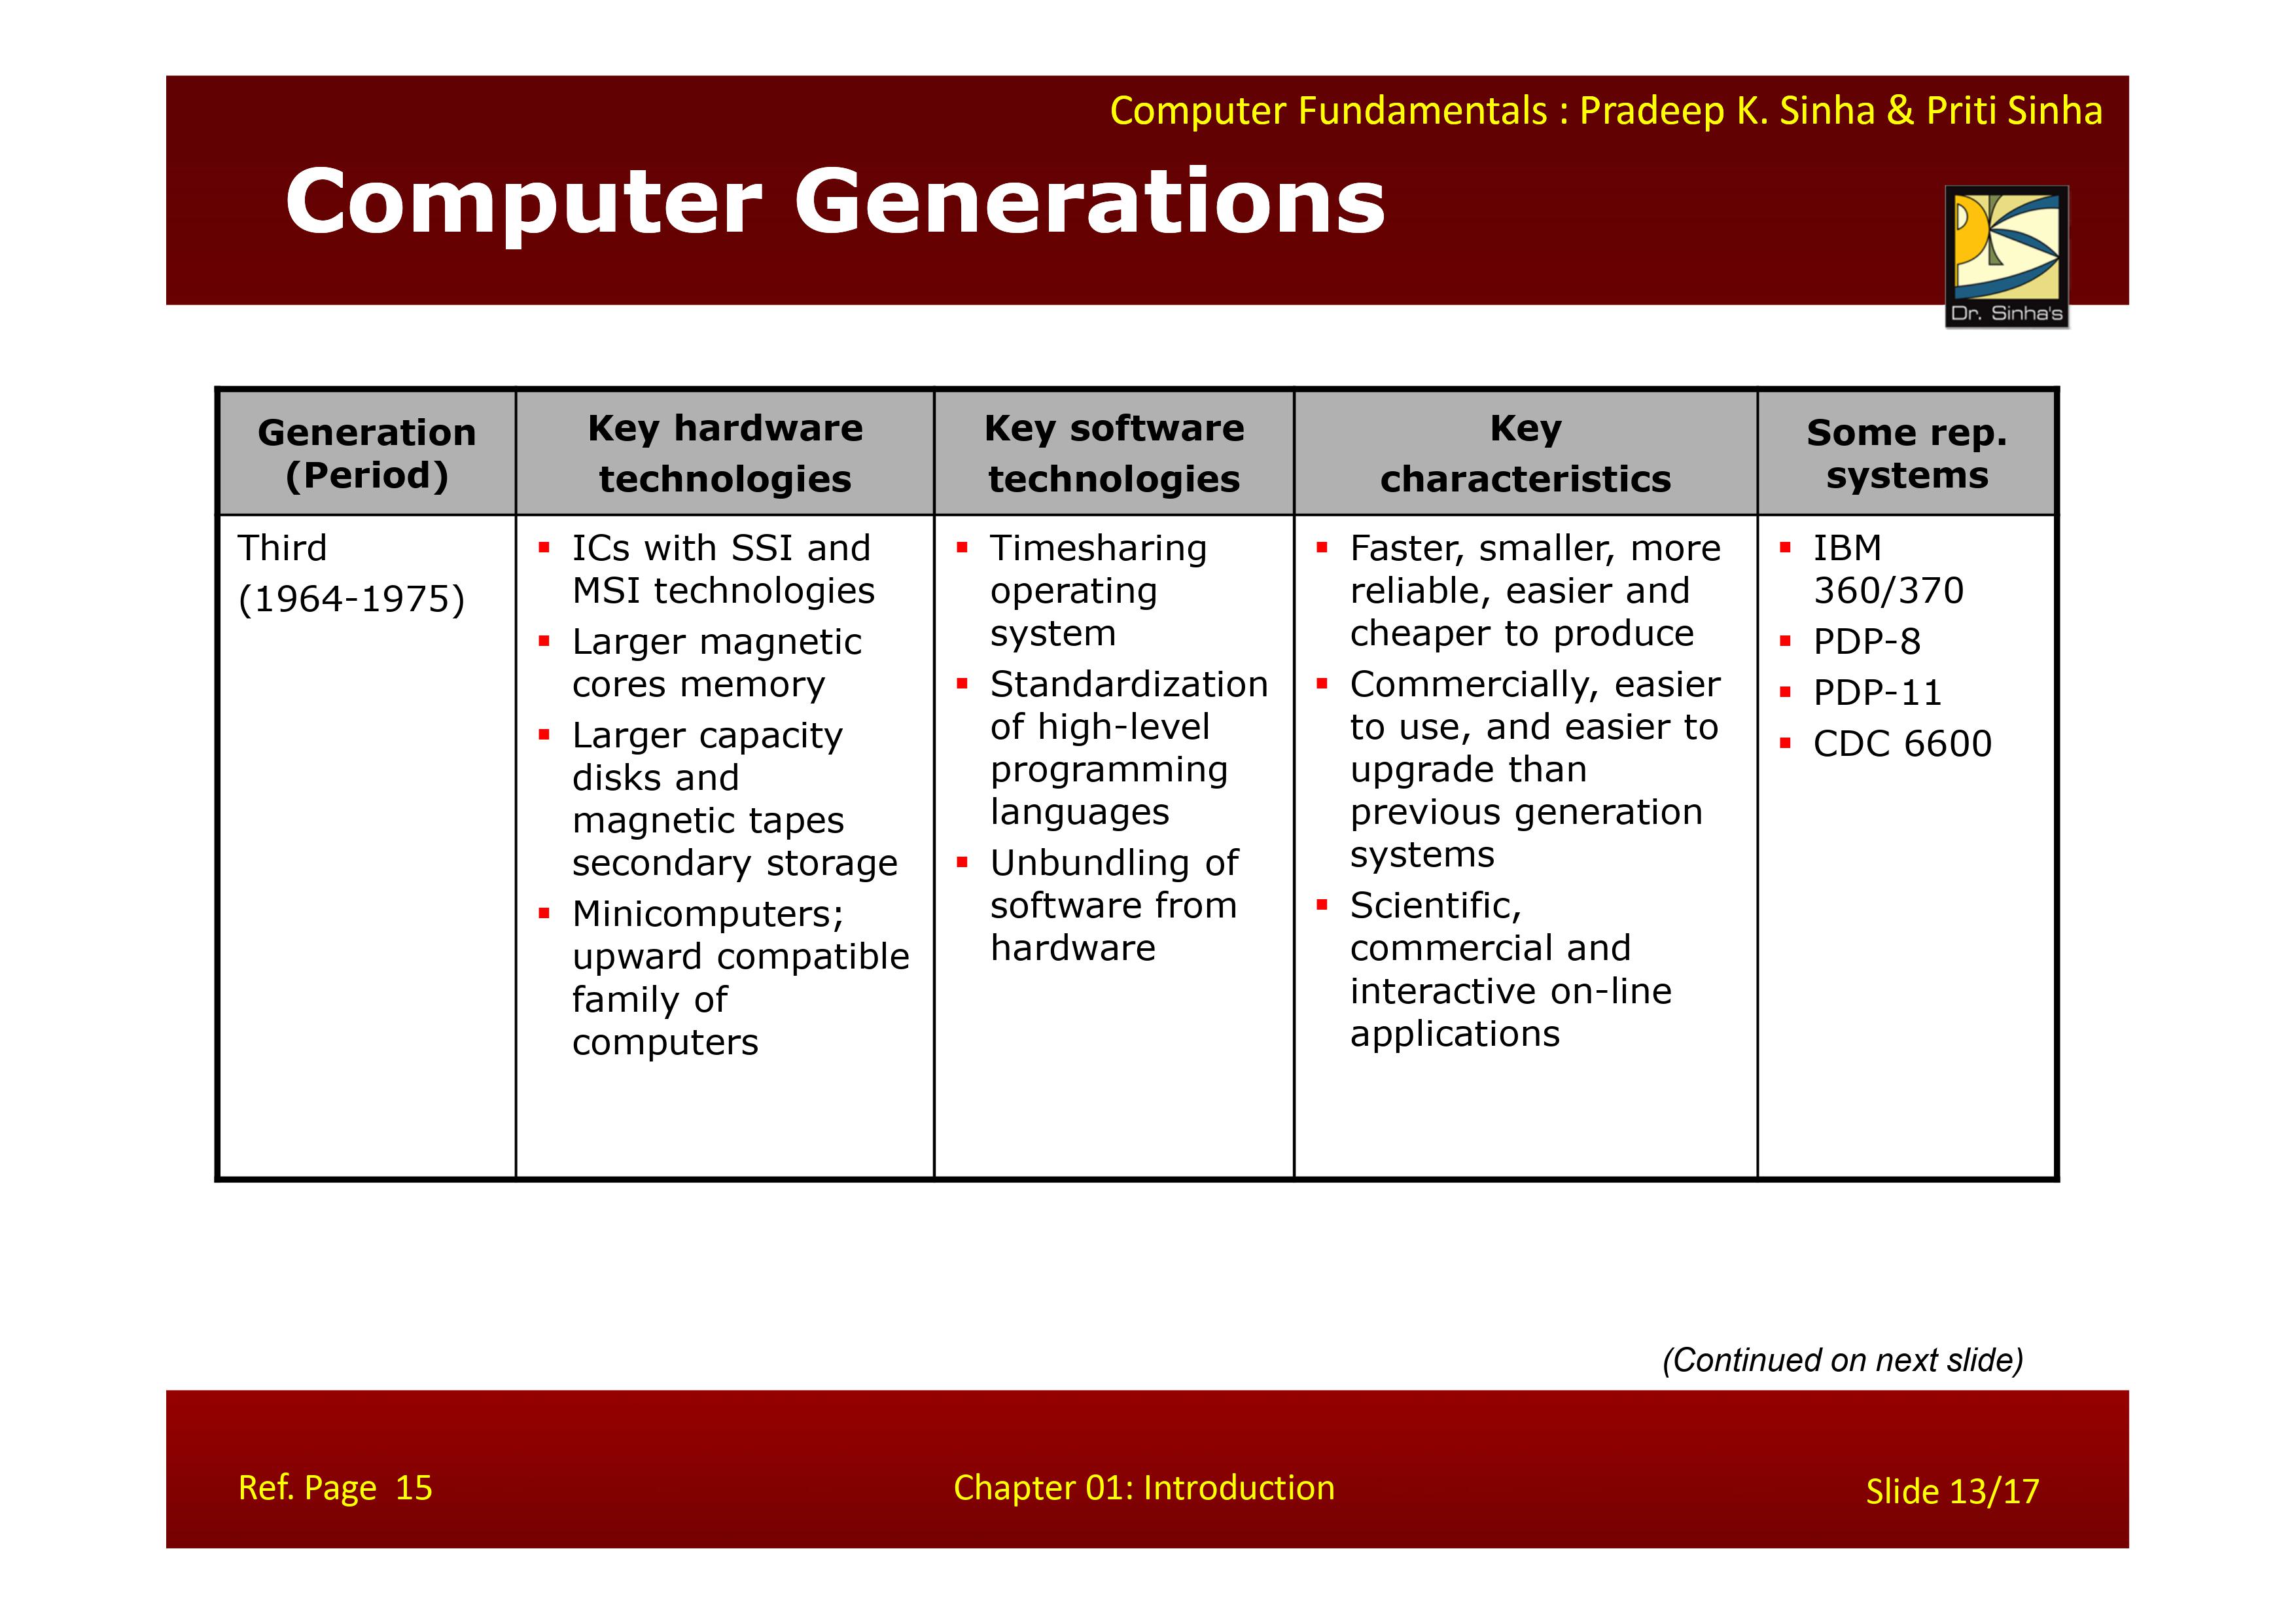 Computer Fundamentals : Pradeep K. Sinha & Priti Sinha
Computer Generations
Dr. Sinha's
Generation
(Period)
Key hardware
technologies
Key software
technologies
Key
characteristics
Some rep.
systems
Third
(1964-1975)
▪ ICs with SSI and
MSI technologies
▪ Larger magnetic
cores memory
▪ Larger capacity
disks and
magnetic tapes
secondary storage
▪ Minicomputers;
upward compatible
family of
computers
▪ Timesharing
operating
system
▪ Standardization
of high-level
programming
languages
▪ Unbundling of
software from
hardware
▪ Faster, smaller, more
reliable, easier and
cheaper to produce
▪ Commercially, easier
to use, and easier to
upgrade than
previous generation
systems
▪ Scientific,
commercial and
interactive on-line
applications
▪ IBM
360/370
▪ PDP-8
▪ PDP-11
▪ CDC 6600
(Continued on next slide)
Ref. Page 15
Chapter 01: Introduction
Slide 13/17